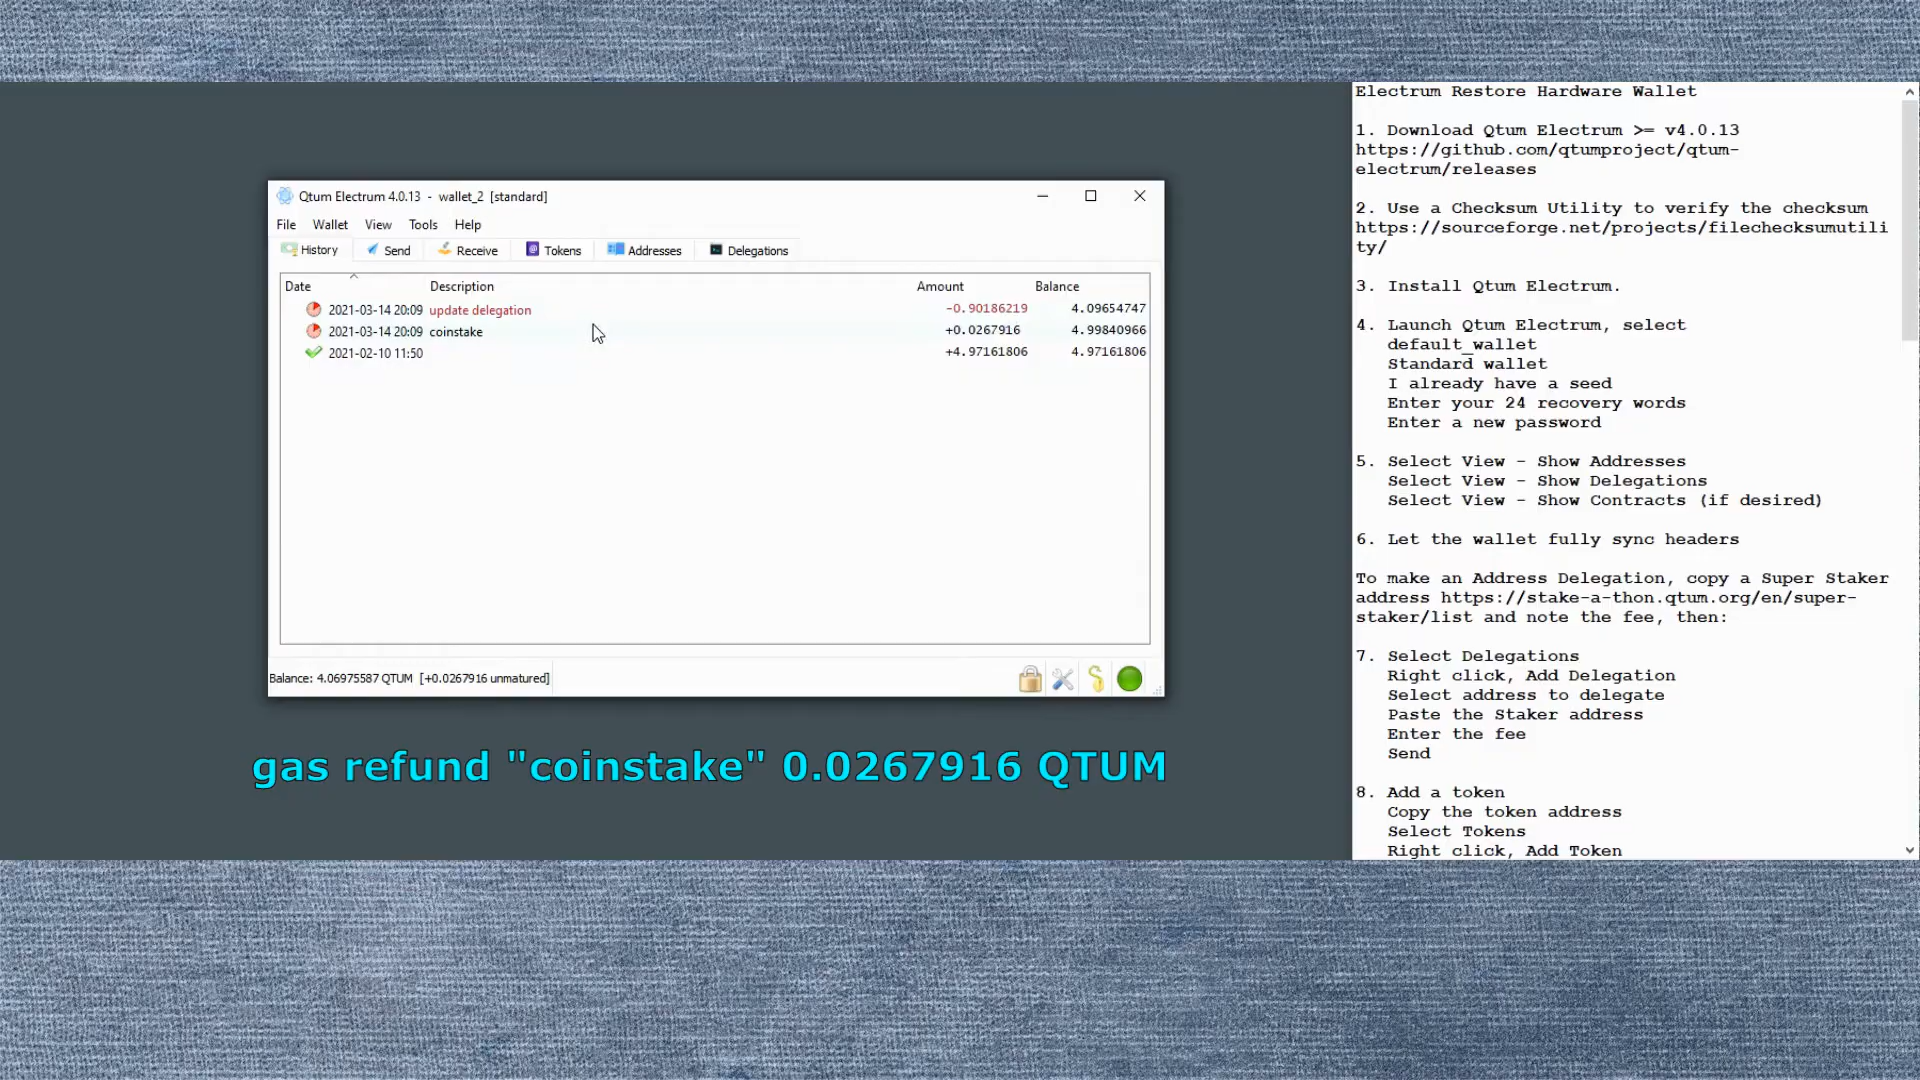 Qtum Electrum 4.0.13 - wallet_2 [standard]
File Wallet View Tools Help
History Send Receive Tokens Addresses Delegations
Date Description Amount Balance
2021-03-14 20:09 update delegation -0.90186219 4.09654747
2021-03-14 20:09 coinstake +0.0267916 4.99840966
2021-02-10 11:50 +4.97161806 4.97161806
Balance: 4.06975587 QTUM [+0.0267916 unmatured]
gas refund "coinstake" 0.0267916 QTUM
Electrum Restore Hardware Wallet
1. Download Qtum Electrum >= v4.0.13
https://github.com/qtumproject/qtum-
electrum/releases
2. Use a Checksum Utility to verify the checksum
https://sourceforge.net/projects/filechecksumutili
ty/
3. Install Qtum Electrum.
4. Launch Qtum Electrum, select
default_wallet
Standard wallet
I already have a seed
Enter your 24 recovery words
Enter a new password
5. Select View - Show Addresses
Select View - Show Delegations
Select View - Show Contracts (if desired)
6. Let the wallet fully sync headers
To make an Address Delegation, copy a Super Staker
address https://stake-a-thon.qtum.org/en/super-
staker/list and note the fee, then:
7. Select Delegations
Right click, Add Delegation
Select address to delegate
Paste the Staker address
Enter the fee
Send
8. Add a token
Copy the token address
Select Tokens
Right click, Add Token